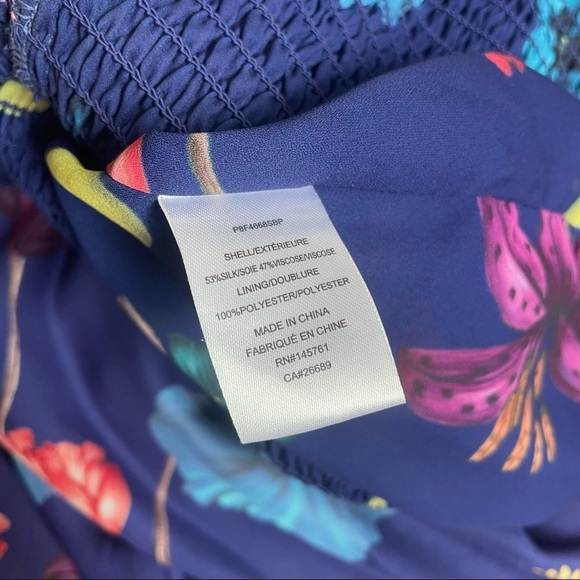 P8F4068SBP
SHELL/EXTÉRIEURE
53%SILK/SOIE 47%VISCOSE/VISCOSE
LINING/DOUBLURE
100%POLYESTER/POLYESTER
MADE IN CHINA
FABRIQUÉ EN CHINE
RN#145761
CA#26689